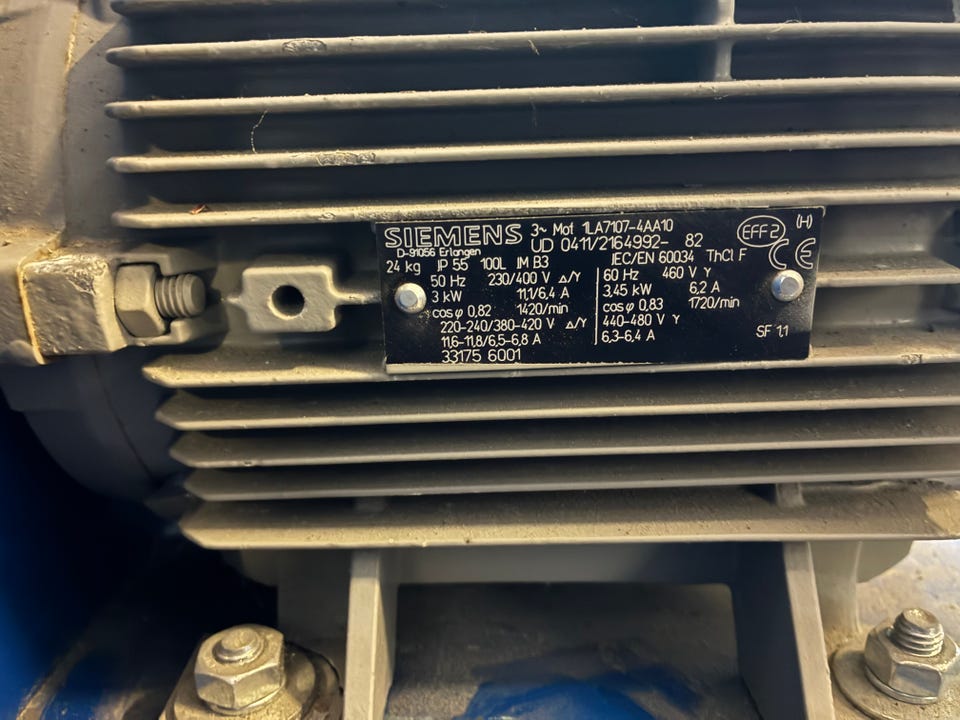 SIEMENS 3~ Mot 1LA7107-4AA10 EFF2 (H)
D-91056 Erlangen UD 0411/2164992- 82 CE
24 kg IP 55 100L IM B3 IEC/EN 60034 ThCl F
50 Hz 230/400 V Δ/Y 60 Hz 460 V Y
3 kW 11,1/6,4 A 3,45 kW 6,2 A
cos φ 0,82 1420/min cos φ 0,83 1720/min
220-240/380-420 V Δ/Y 440-480 V Y
11,6-11,8/6,5-6,8 A 6,3-6,4 A SF 1,1
33175 6001